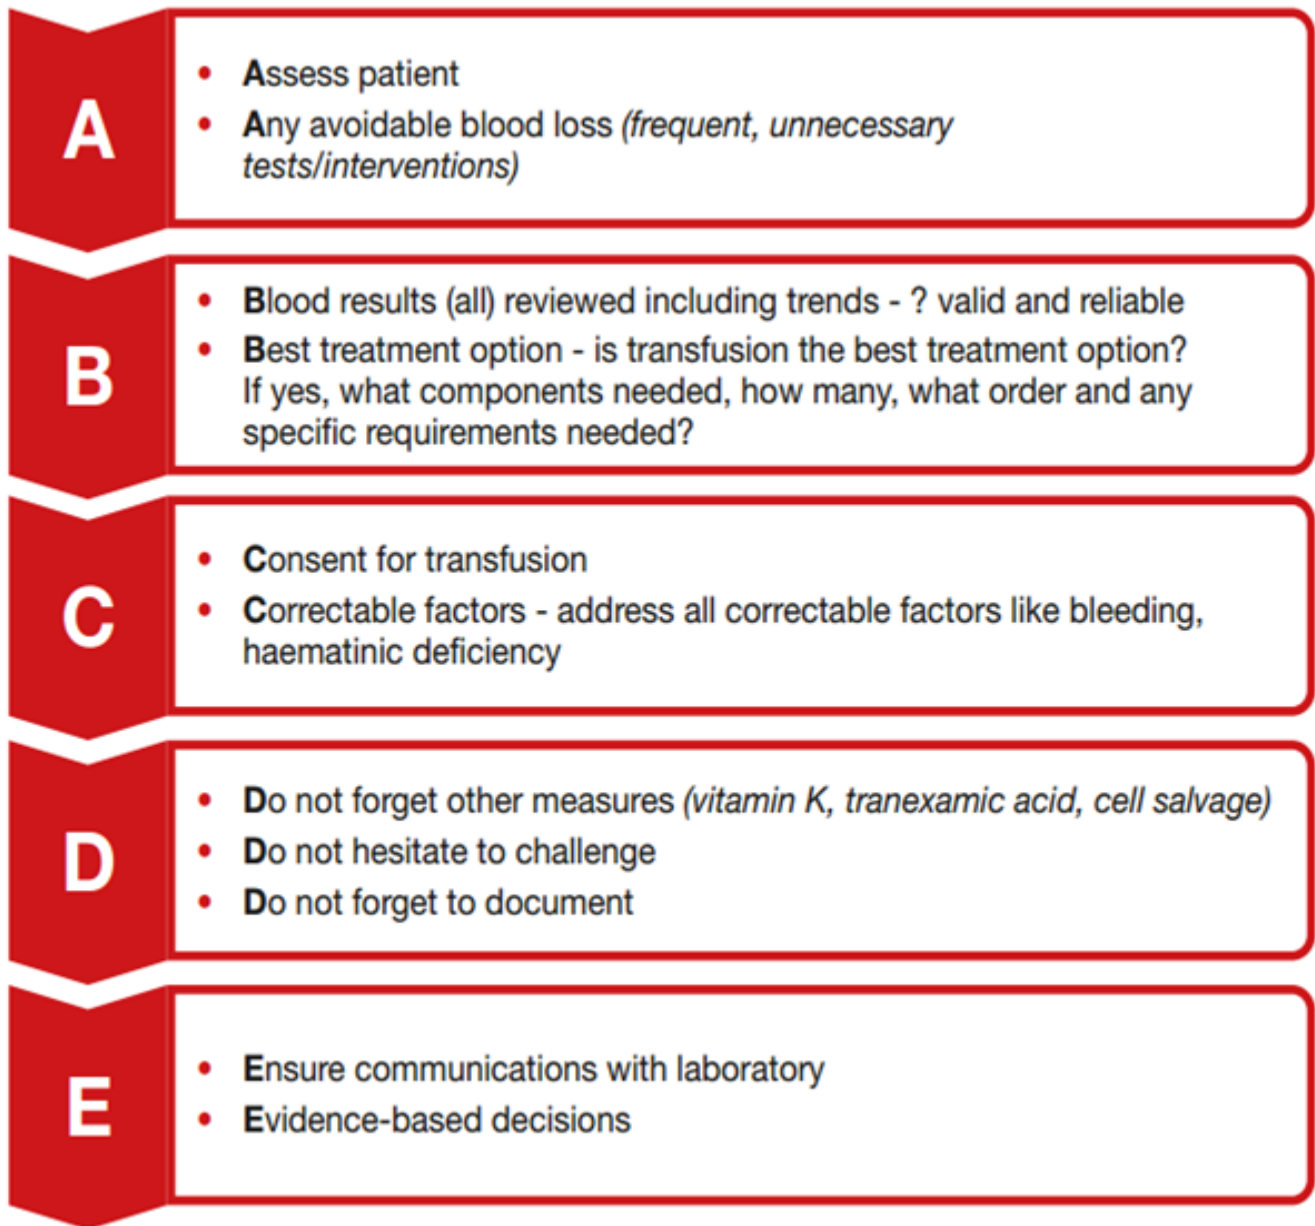 A
• Assess patient
• Any avoidable blood loss (frequent, unnecessary
tests/interventions)
B
• Blood results (all) reviewed including trends - ? valid and reliable
• Best treatment option - is transfusion the best treatment option?
If yes, what components needed, how many, what order and any
specific requirements needed?
C
• Consent for transfusion
• Correctable factors - address all correctable factors like bleeding,
haematinic deficiency
D
• Do not forget other measures (vitamin K, tranexamic acid, cell salvage)
• Do not hesitate to challenge
• Do not forget to document
E
• Ensure communications with laboratory
• Evidence-based decisions